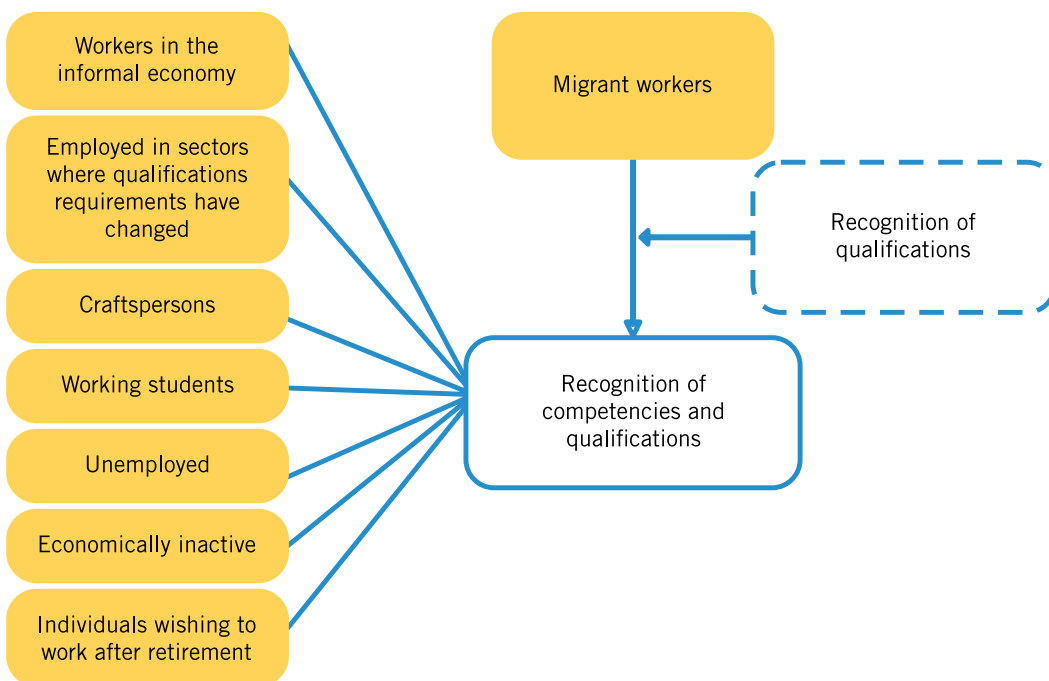 Workers in the
informal economy
Employed in sectors
where qualifications
requirements have
changed
Craftspersons
Working students
Unemployed
Economically inactive
Individuals wishing to
work after retirement
Migrant workers
Recognition of
qualifications
Recognition of
competencies and
qualifications